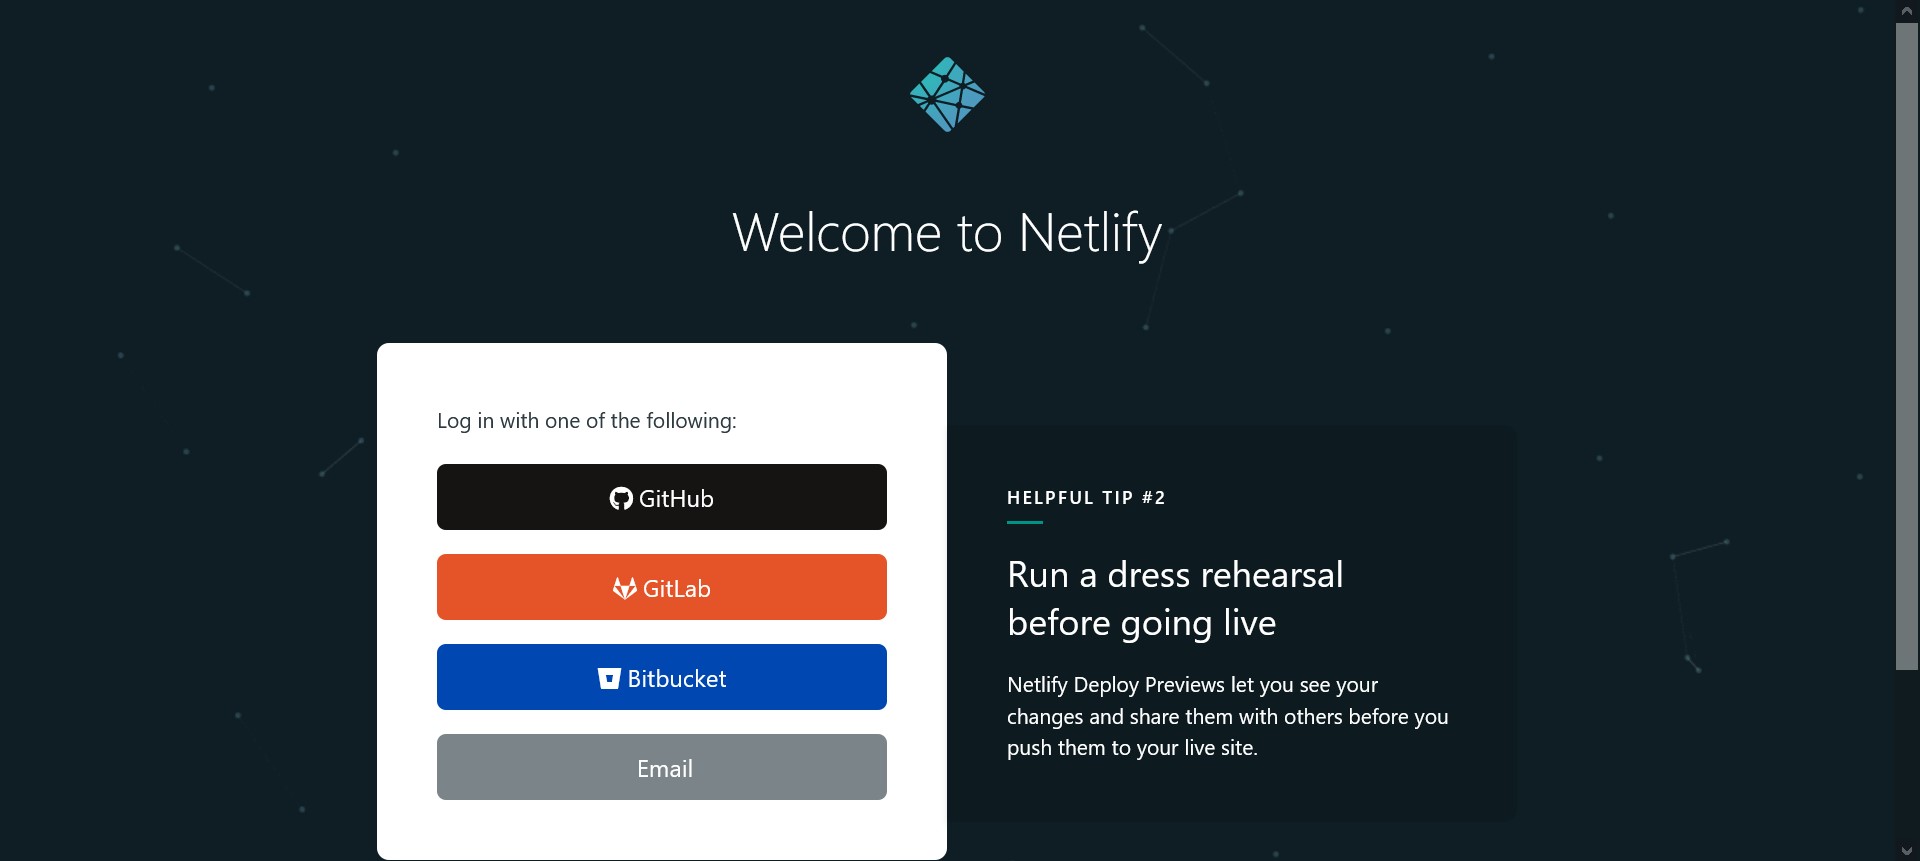 Welcome to Netlify
Log in with one of the following:
GitHub
GitLab
Bitbucket
Email
HELPFUL TIP #2
Run a dress rehearsal
before going live
Netlify Deploy Previews let you see your
changes and share them with others before you
push them to your live site.